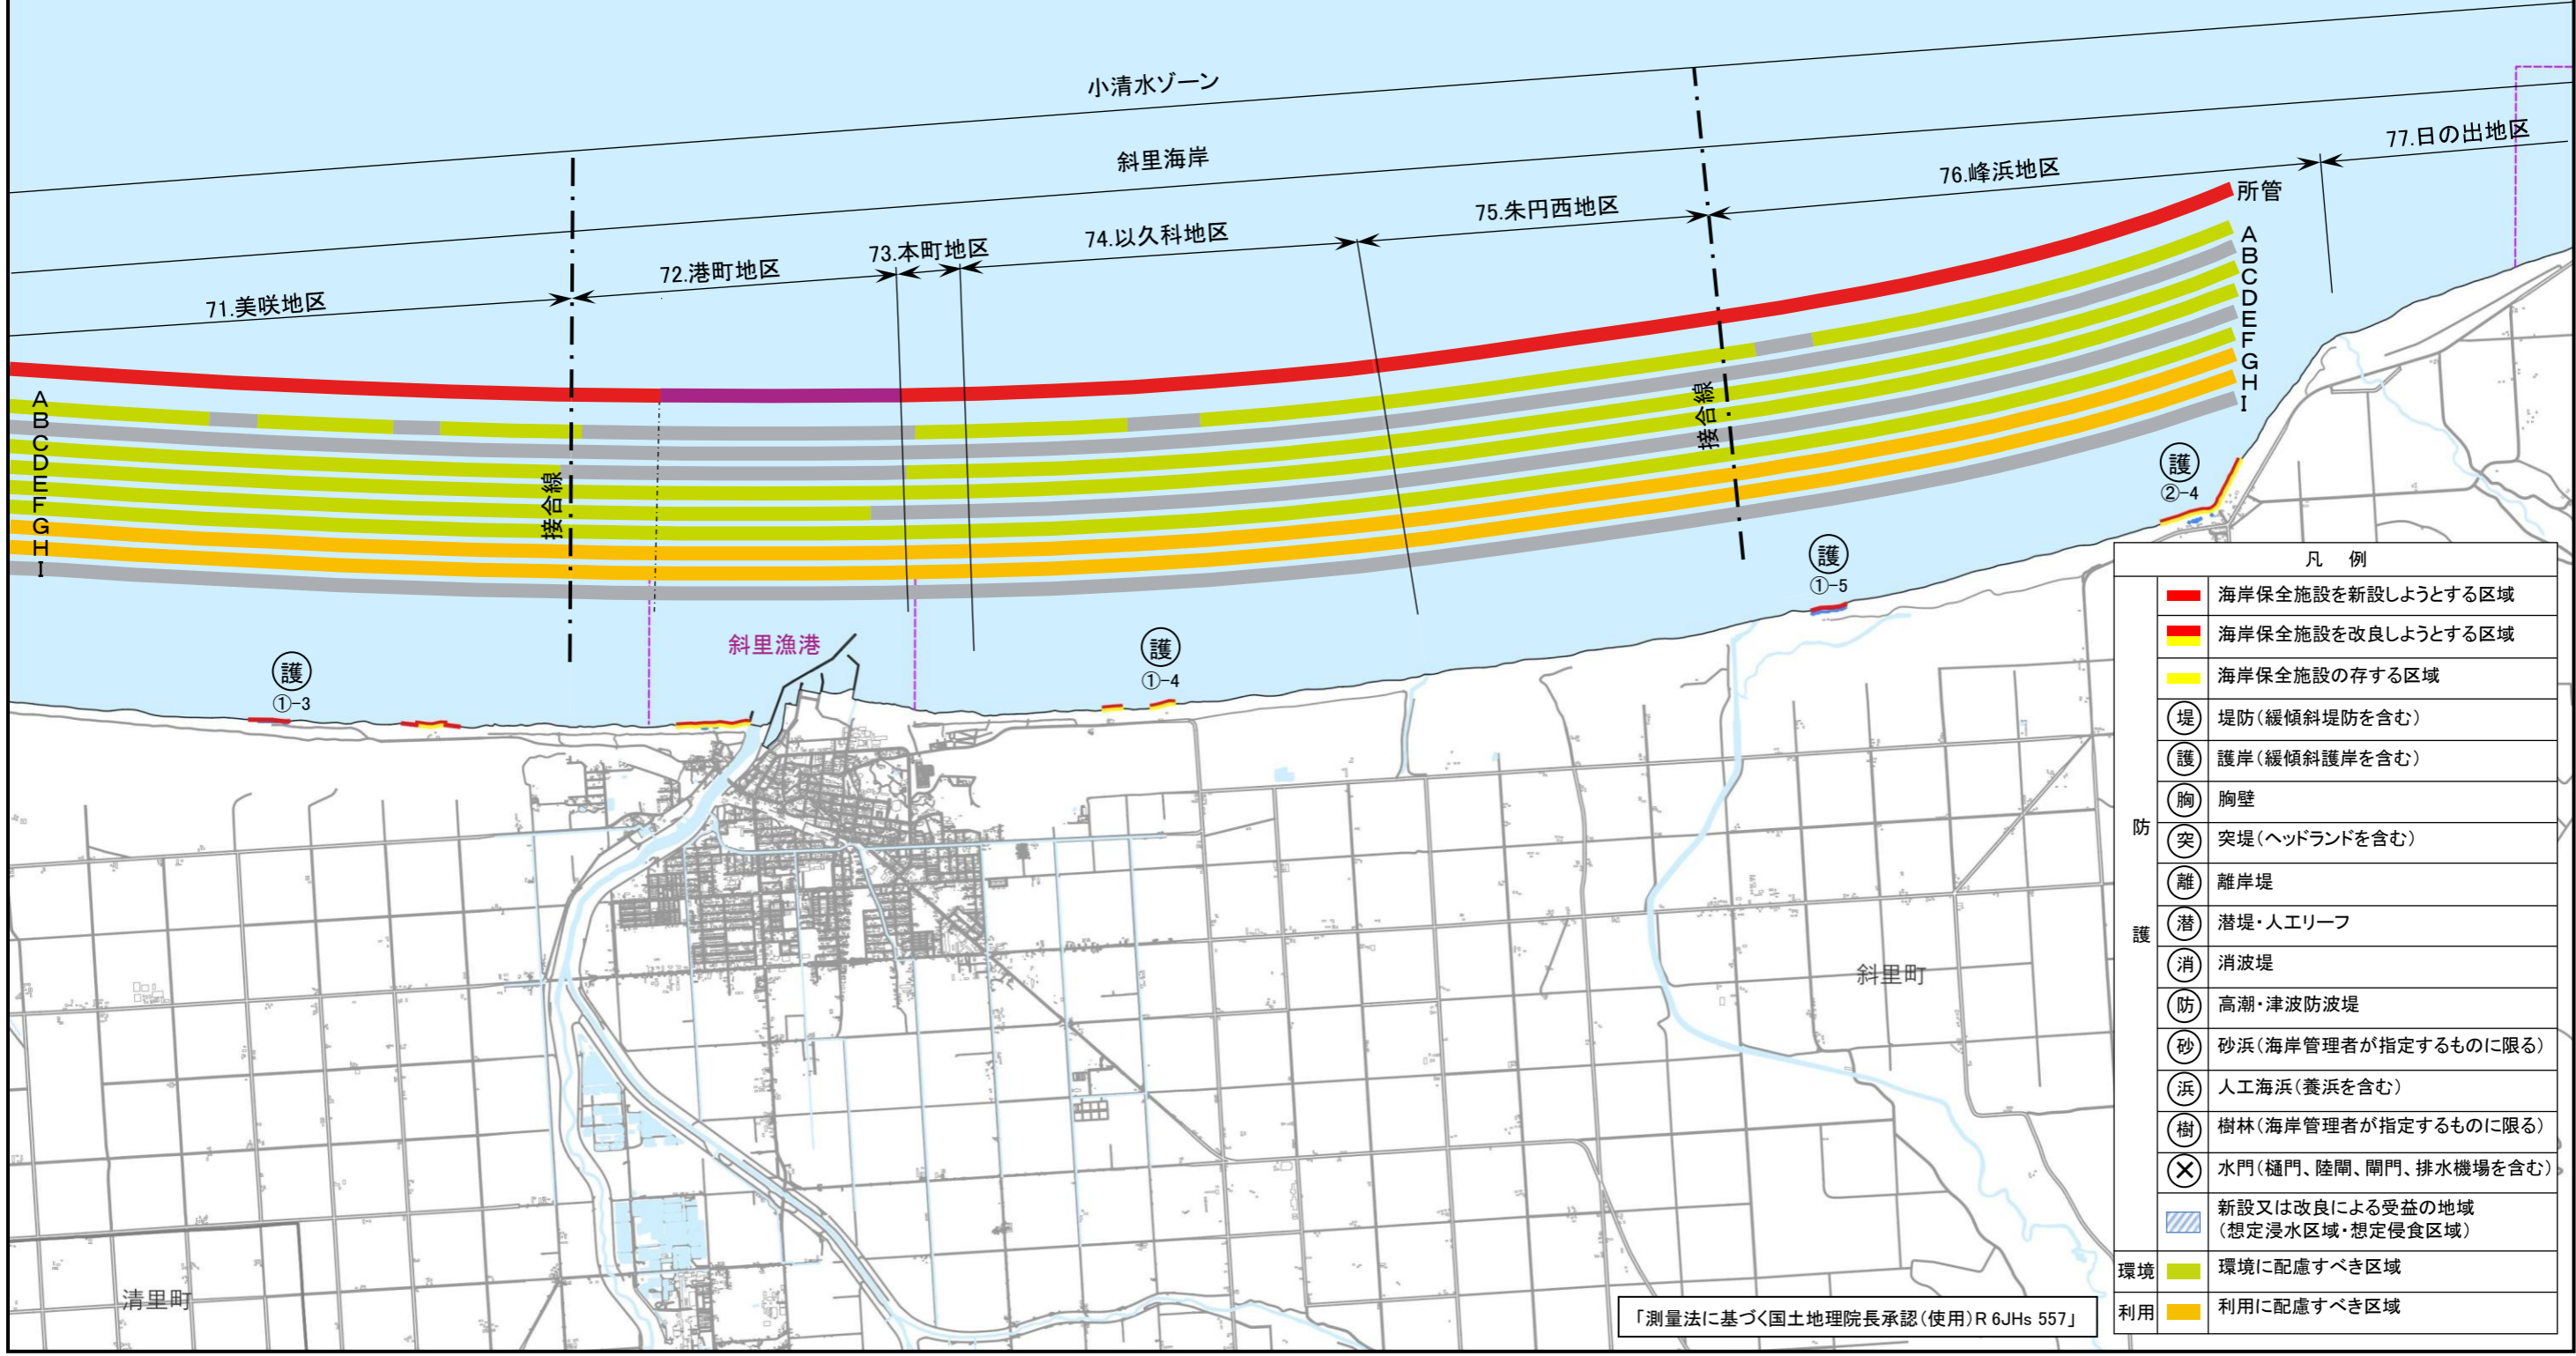 小清水ゾーン
斜里海岸
71.美咲地区
72.港町地区
73.本町地区
74.以久科地区
75.朱円西地区
76.峰浜地区
77.日の出地区
所管
A
B
C
D
E
F
G
H
I
A
B
C
D
E
F
G
H
I
接合線
接合線
斜里漁港
護
①-3
護
①-4
護
①-5
護
②-4
斜里町
清里町
凡 例
防護
海岸保全施設を新設しようとする区域
海岸保全施設を改良しようとする区域
海岸保全施設の存する区域
堤 堤防(緩傾斜堤防を含む)
護 護岸(緩傾斜護岸を含む)
胸 胸壁
突 突堤(ヘッドランドを含む)
離 離岸堤
潜 潜堤・人工リーフ
消 消波堤
防 高潮・津波防波堤
砂 砂浜(海岸管理者が指定するものに限る)
浜 人工海浜(養浜を含む)
樹 樹林(海岸管理者が指定するものに限る)
水門(樋門、陸閘、閘門、排水機場を含む)
新設又は改良による受益の地域
(想定浸水区域・想定侵食区域)
環境 環境に配慮すべき区域
利用 利用に配慮すべき区域
「測量法に基づく国土地理院長承認(使用)R 6JHs 557」